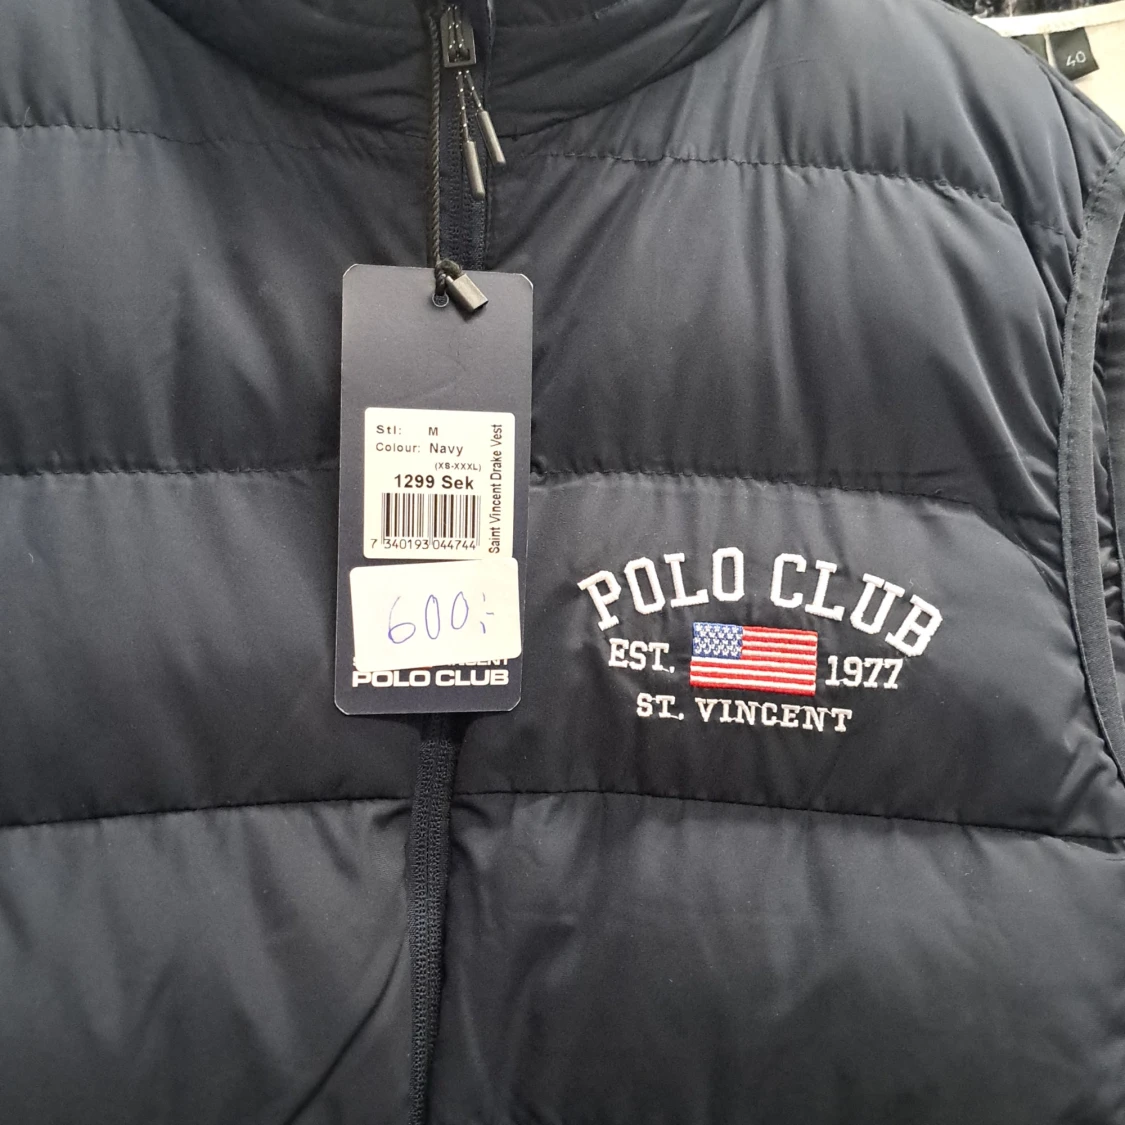 40
Stl: M
Colour: Navy
(XS-XXXL)
1299 Sek
7 340193 044744
Saint Vincent Drake Vest
600:-
POLO CLUB
POLO CLUB
EST. 1977
ST. VINCENT